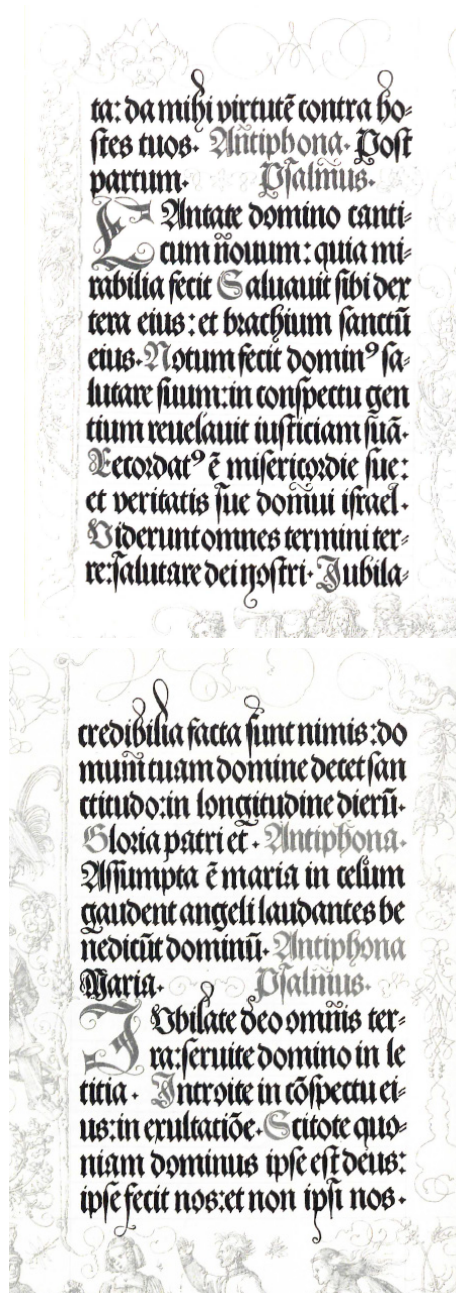 ta: da mihi virtutē contra ho⸗
stes tuos. Antiphona. Post
partum. Psalmus.
CAntate domino canti⸗
cum nouum: quia mi⸗
rabilia fecit Saluauit sibi dex
tera eius: et brachium sanctū
eius. Notum fecit dominꝰ sa⸗
lutare suum: in conspectu gen
tium reuelauit iusticiam suā.
Recordatꝰ ē misericordie sue:
et veritatis sue domui israel.
Viderunt omnes termini ter⸗
re: salutare dei nostri. Jubila⸗
credibilia facta sunt nimis: do
mum tuam domine decet san
ctitudo: in longitudine dierū.
Gloria patri et. Antiphona.
Assumpta ē maria in celum
gaudent angeli laudantes be
nedicūt dominū. Antiphona
Maria. Psalmus.
IVbilate deo omnis ter⸗
ra: seruite domino in le
titia. Introite in cōspectu ei⸗
us: in exultatiōe. Scitote quo⸗
niam dominus ipse est deus:
ipse fecit nos: et non ipsi nos.